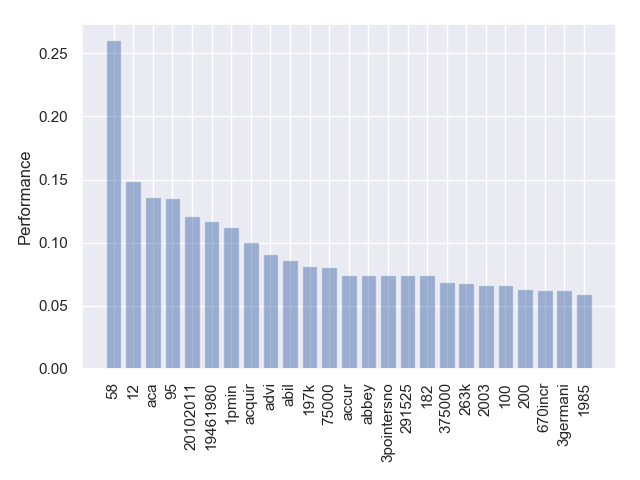 0.25
0.20
0.15
0.10
0.05
0.00
Performance
58
12
aca
95
20102011
19461980
1pmin
acquir
advi
abil
197k
75000
accur
abbey
3pointersno
291525
182
375000
263k
2003
100
200
670incr
3germani
1985